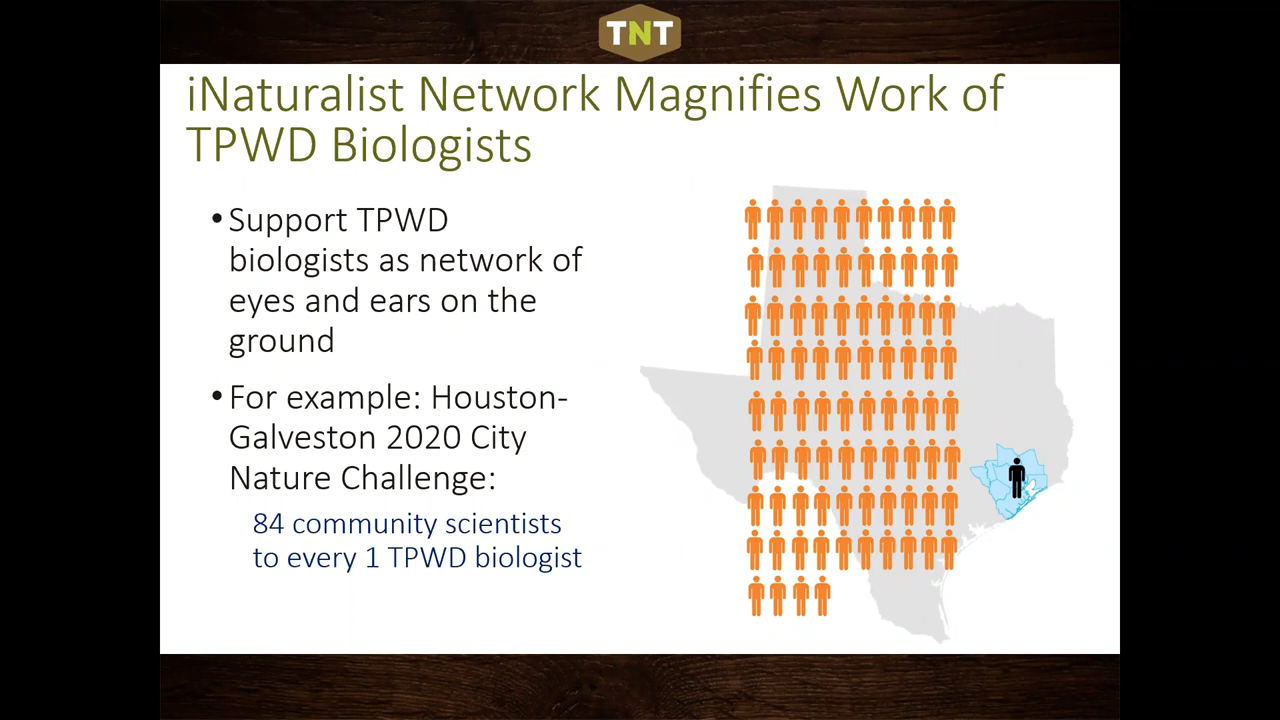 TNT
iNaturalist Network Magnifies Work of
TPWD Biologists
• Support TPWD
biologists as network of
eyes and ears on the
ground
• For example: Houston-
Galveston 2020 City
Nature Challenge:
84 community scientists
to every 1 TPWD biologist